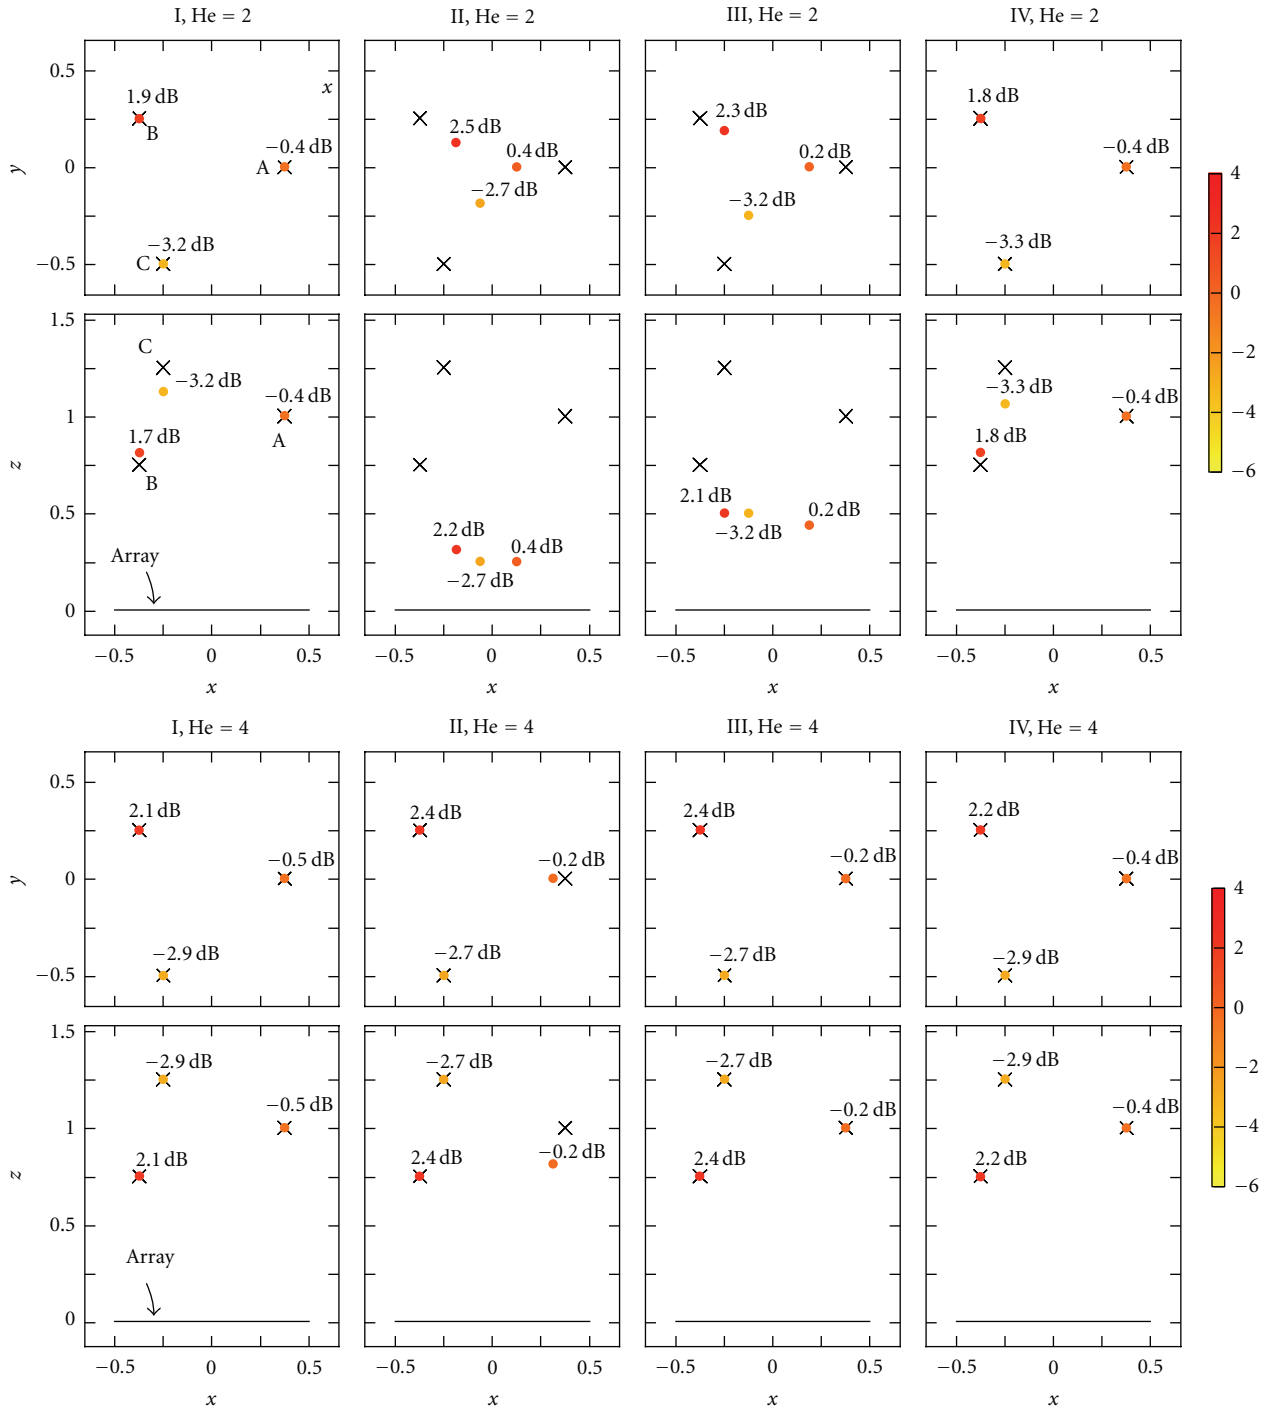 I, He = 2
II, He = 2
III, He = 2
IV, He = 2
0.5
0
−0.5
y
x
1.9 dB
B
−0.4 dB
A
−3.2 dB
C
2.5 dB
0.4 dB
−2.7 dB
2.3 dB
0.2 dB
−3.2 dB
1.8 dB
−0.4 dB
−3.3 dB
1.5
1
0.5
0
z
C
−3.2 dB
−0.4 dB
A
1.7 dB
B
Array
2.2 dB
0.4 dB
−2.7 dB
2.1 dB
0.2 dB
−3.2 dB
−3.3 dB
−0.4 dB
1.8 dB
−0.5 0 0.5
x
−0.5 0 0.5
x
−0.5 0 0.5
x
−0.5 0 0.5
x
4
2
0
−2
−4
−6
I, He = 4
II, He = 4
III, He = 4
IV, He = 4
0.5
0
−0.5
y
2.1 dB
−0.5 dB
−2.9 dB
2.4 dB
−0.2 dB
−2.7 dB
2.4 dB
−0.2 dB
−2.7 dB
2.2 dB
−0.4 dB
−2.9 dB
1.5
1
0.5
0
z
−2.9 dB
−0.5 dB
2.1 dB
Array
−2.7 dB
−0.2 dB
2.4 dB
−2.7 dB
−0.2 dB
2.4 dB
−2.9 dB
−0.4 dB
2.2 dB
−0.5 0 0.5
x
−0.5 0 0.5
x
−0.5 0 0.5
x
−0.5 0 0.5
x
4
2
0
−2
−4
−6